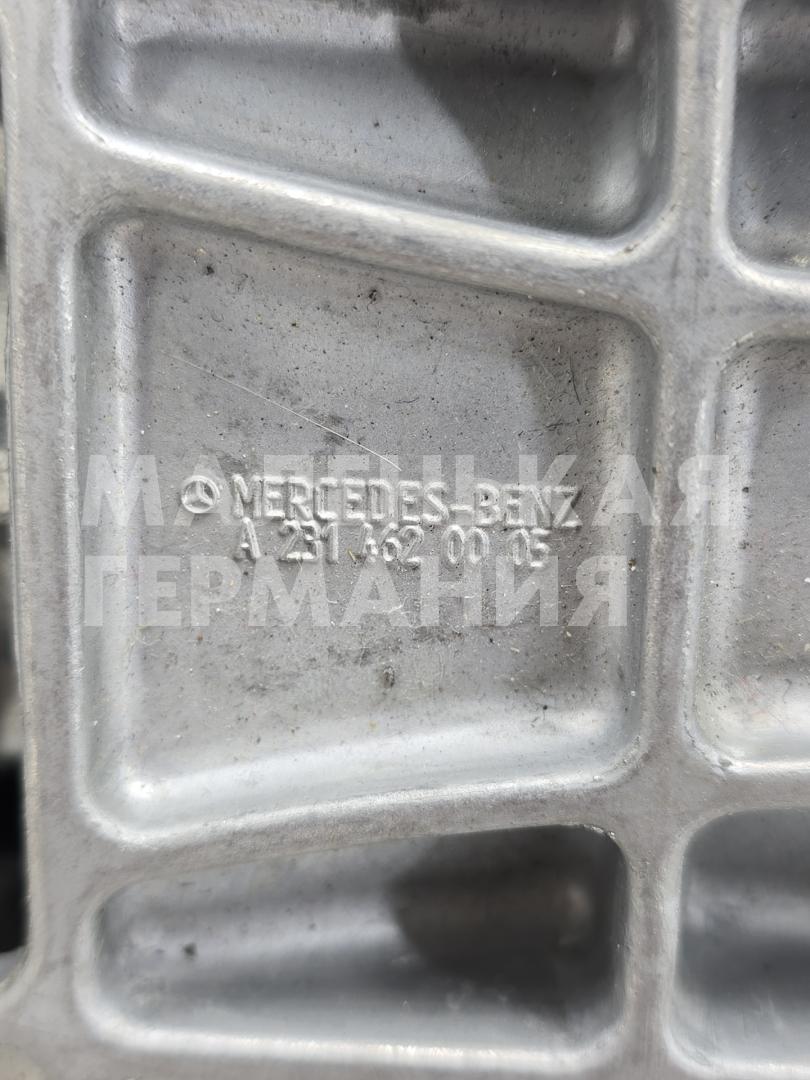 MERCEDES-BENZ
A 231 462 00 05
МАЛЕНЬКАЯ
ГЕРМАНИЯ